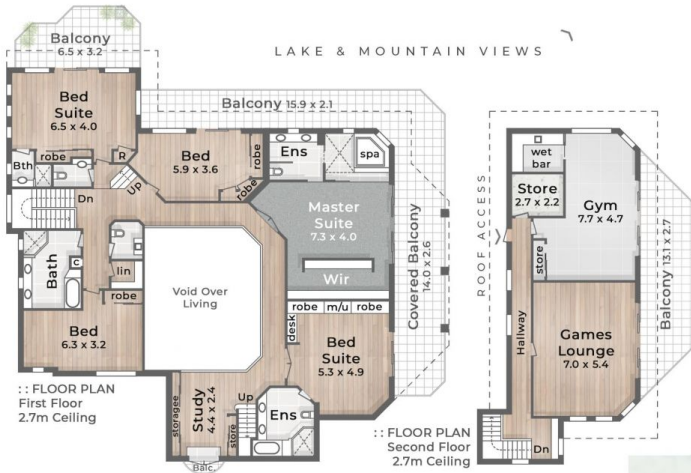 LAKE & MOUNTAIN VIEWS
Balcony
6.5 x 3.2
Bed
Suite
6.5 x 4.0
Balcony 15.9 x 2.1
Bth
robe
R
Bed
5.9 x 3.6
robe
robe
Ens
spa
Up
Dn
Master
Suite
7.3 x 4.0
Wir
Covered Balcony
14.0 x 2.6
Bath
c
lin
robe
Void Over
Living
Bed
6.3 x 3.2
robe
m/u
robe
desk
Bed
Suite
5.3 x 4.9
:: FLOOR PLAN
First Floor
2.7m Ceiling
storagee
Study
4.4 x 2.4
Up
store
Ens
Balc.
wet
bar
Store
2.7 x 2.2
Gym
7.7 x 4.7
ROOF ACCESS
store
Hallway
Balcony 13.1 x 2.7
Games
Lounge
7.0 x 5.4
Dn
:: FLOOR PLAN
Second Floor
2.7m Ceiling